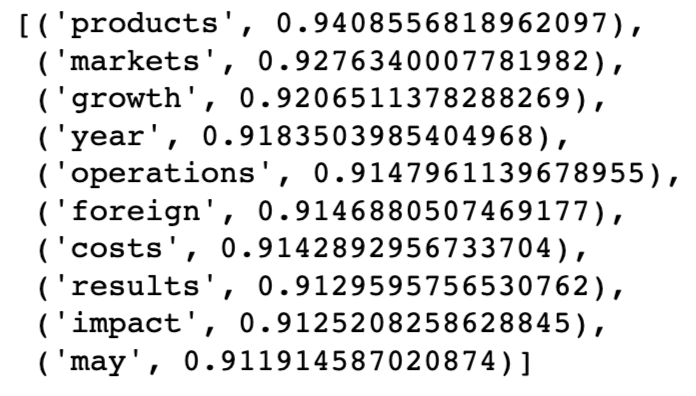 [('products', 0.9408556818962097),
('markets', 0.9276340007781982),
('growth', 0.9206511378288269),
('year', 0.9183503985404968),
('operations', 0.9147961139678955),
('foreign', 0.9146880507469177),
('costs', 0.9142892956733704),
('results', 0.9129595756530762),
('impact', 0.9125208258628845),
('may', 0.911914587020874)]